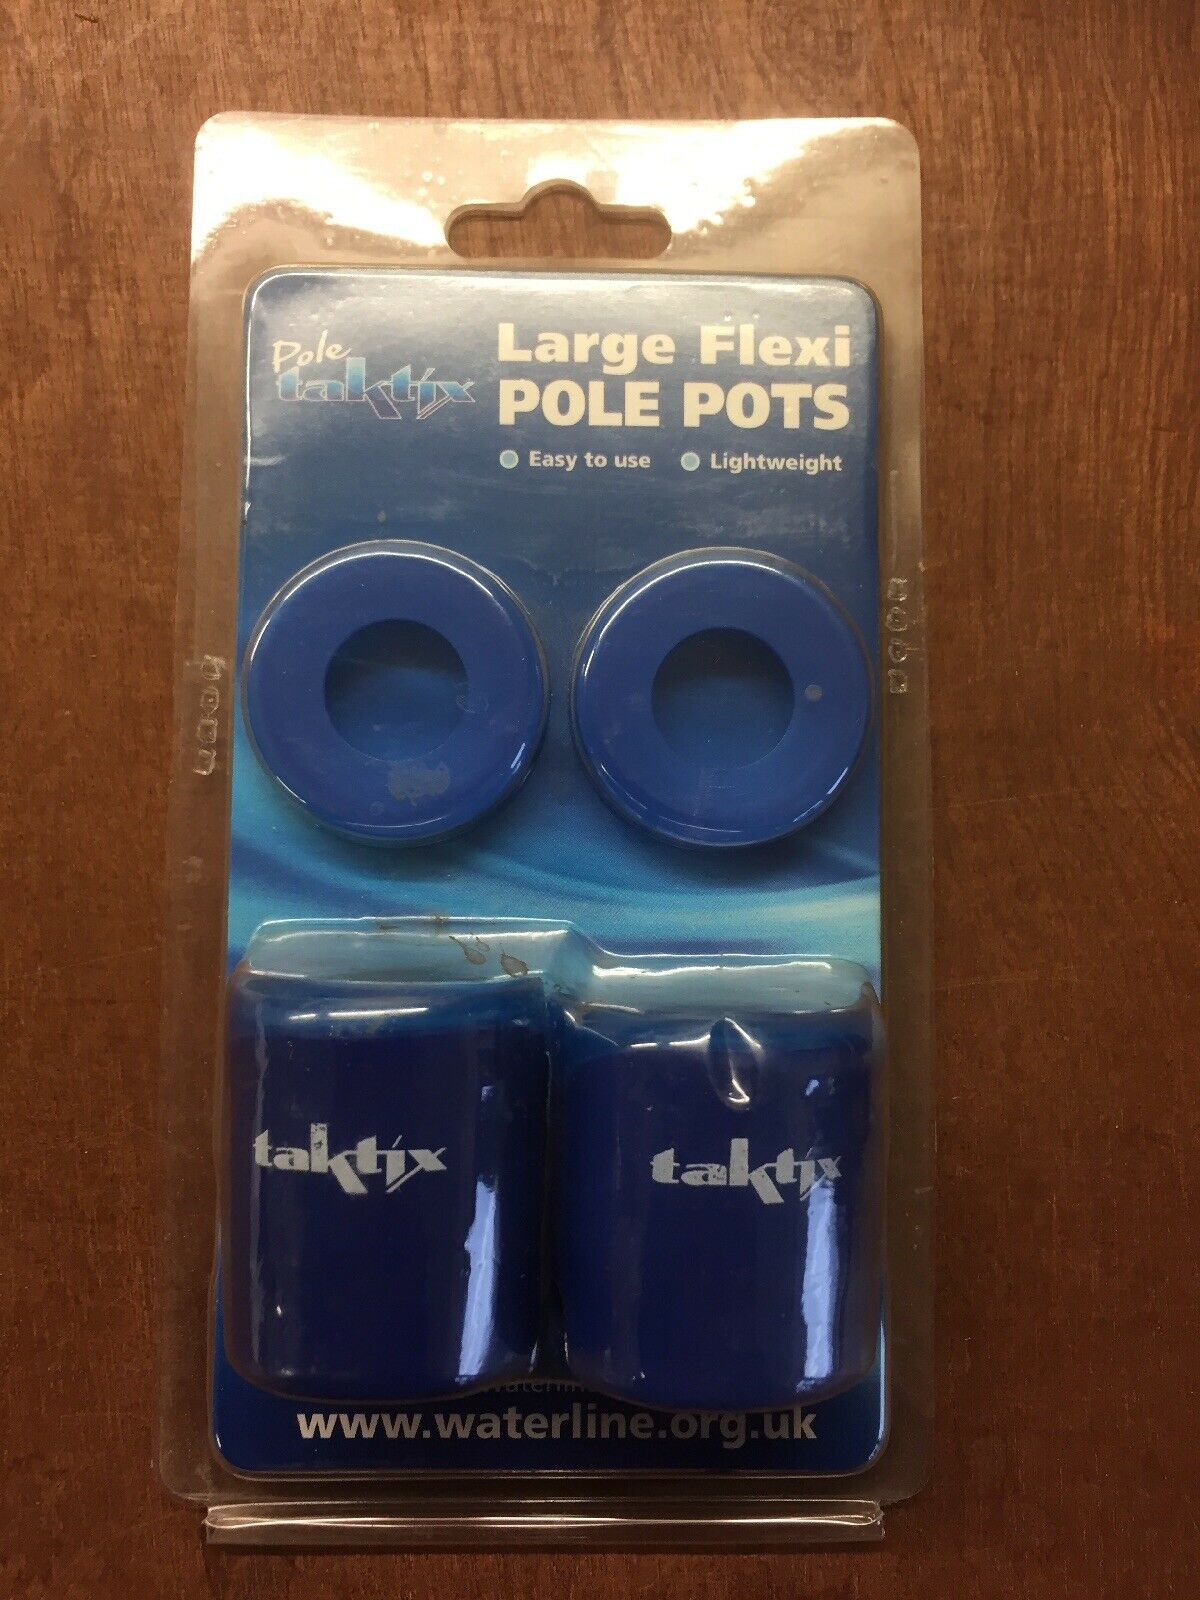 Pole
taktix
Large Flexi
POLE POTS
Easy to use
Lightweight
taktix
taktix
www.waterline.org.uk